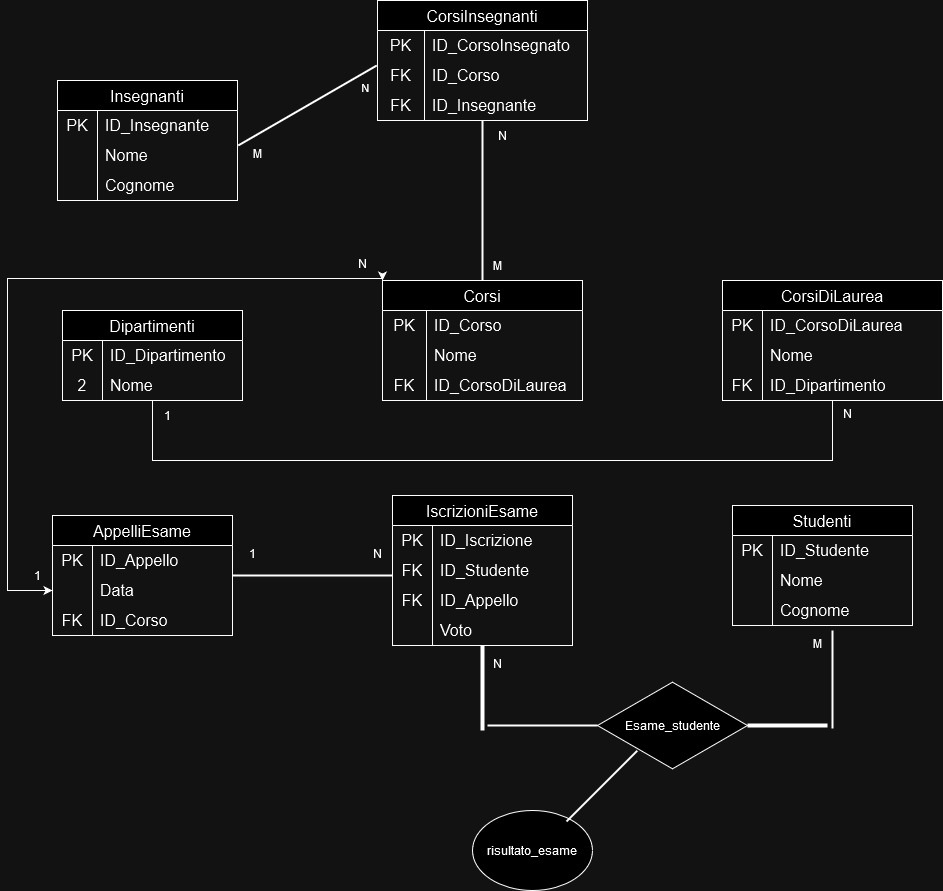 CorsiInsegnanti
PK ID_CorsoInsegnato
FK ID_Corso
FK ID_Insegnante
N
M
N
Insegnanti
PK ID_Insegnante
Nome
Cognome
N
M
Corsi
PK ID_Corso
Nome
FK ID_CorsoDiLaurea
CorsiDiLaurea
PK ID_CorsoDiLaurea
Nome
FK ID_Dipartimento
Dipartimenti
PK ID_Dipartimento
2 Nome
1
N
AppelliEsame
PK ID_Appello
Data
FK ID_Corso
1
1
N
IscrizioniEsame
PK ID_Iscrizione
FK ID_Studente
FK ID_Appello
Voto
Studenti
PK ID_Studente
Nome
Cognome
N
M
Esame_studente
risultato_esame